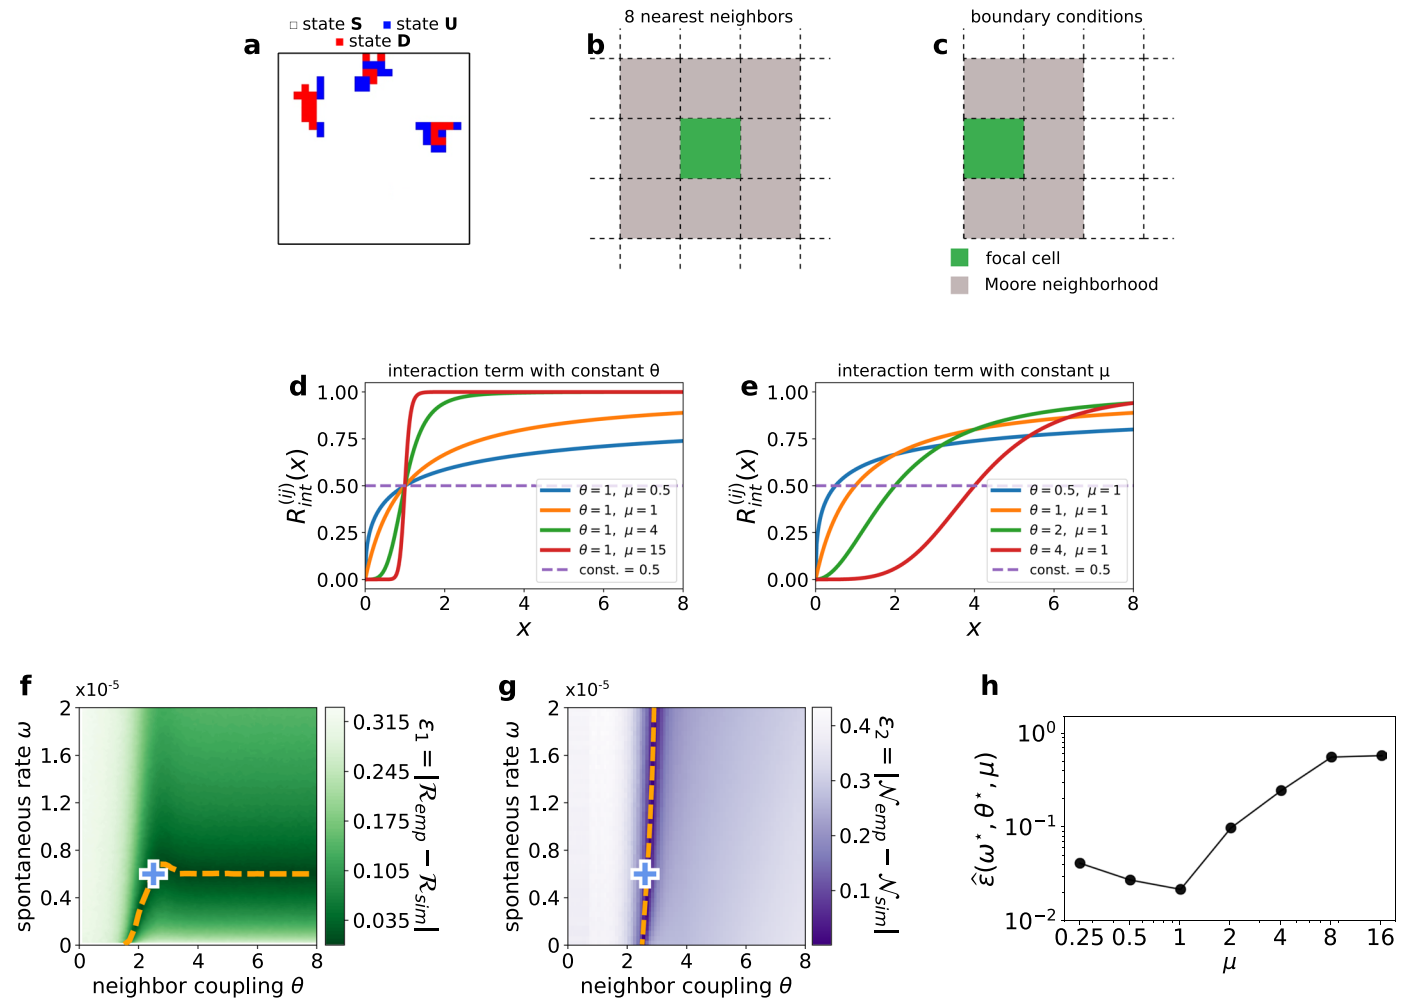 state S state U
state D
a
8 nearest neighbors
b
boundary conditions
c
focal cell
Moore neighborhood
interaction term with constant θ
d
1.00
0.75
0.50
0.25
0.00
0 2 4 6 8
x
R_int^(ij)(x)
θ = 1, μ = 0.5
θ = 1, μ = 1
θ = 1, μ = 4
θ = 1, μ = 15
const. = 0.5
interaction term with constant μ
e
1.00
0.75
0.50
0.25
0.00
0 2 4 6 8
x
R_int^(ij)(x)
θ = 0.5, μ = 1
θ = 1, μ = 1
θ = 2, μ = 1
θ = 4, μ = 1
const. = 0.5
f
x10⁻⁵
2
1.6
1.2
0.8
0.4
0
0 2 4 6 8
spontaneous rate ω
neighbor coupling θ
0.315
0.245
0.175
0.105
0.035
ε₁ = |𝓡_emp − 𝓡_sim|
g
x10⁻⁵
2
1.6
1.2
0.8
0.4
0
0 2 4 6 8
spontaneous rate ω
neighbor coupling θ
0.4
0.3
0.2
0.1
ε₂ = |𝓝_emp − 𝓝_sim|
h
10⁰
10⁻¹
10⁻²
0.25 0.5 1 2 4 8 16
μ
ε̂(ω*, θ*, μ)